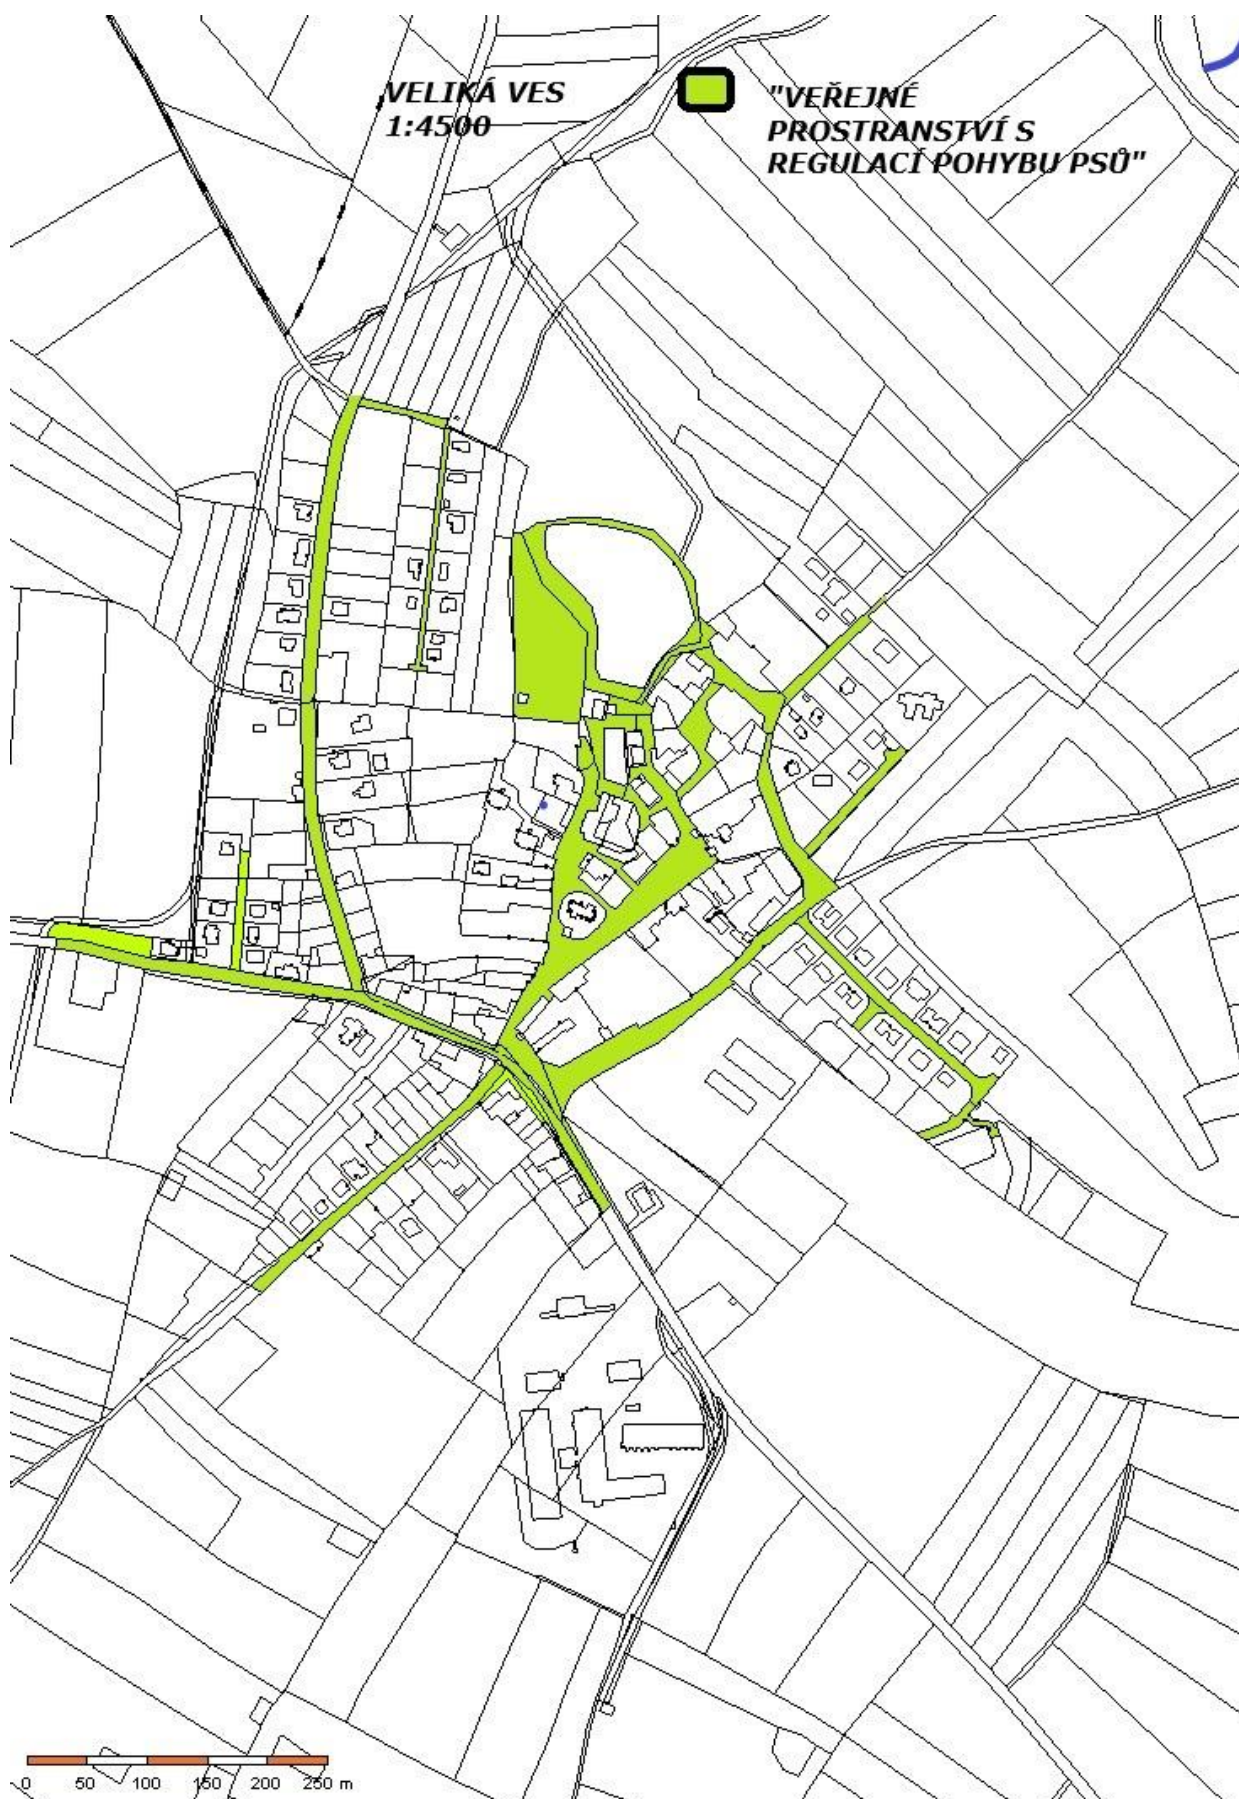 VELIKÁ VES
1:4500
"VEŘEJNÉ
PROSTRANSTVÍ S
REGULACÍ POHYBU PSŮ"
0 50 100 150 200 250 m